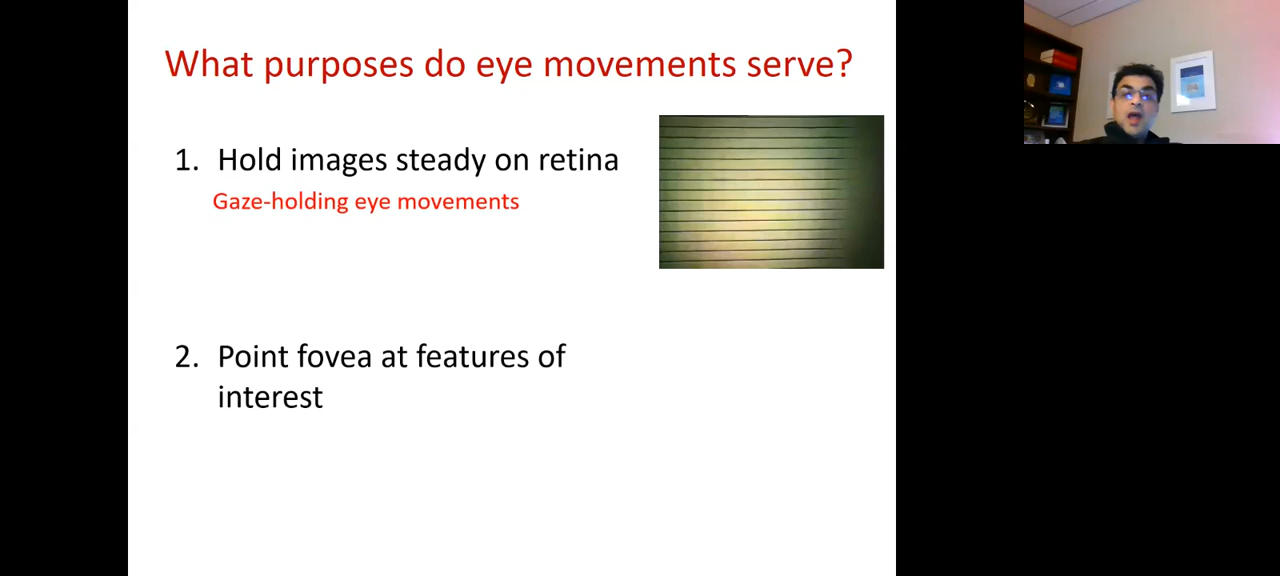 What purposes do eye movements serve?
1. Hold images steady on retina
Gaze-holding eye movements
2. Point fovea at features of
interest